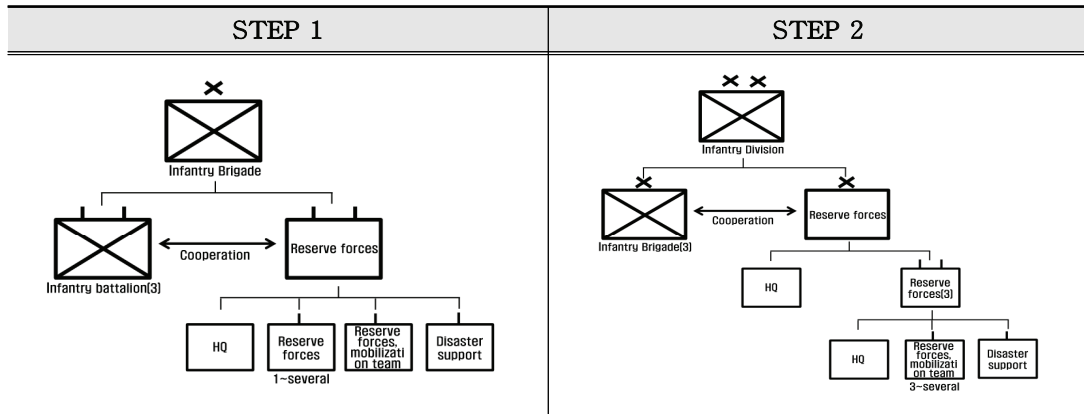 STEP 1
Infantry Brigade
Infantry battalion(3)
Cooperation
Reserve forces
HQ
Reserve
forces
1~several
Reserve
forces,
mobilizati
on team
Disaster
support
STEP 2
Infantry Division
Infantry Brigade(3)
Cooperation
Reserve forces
HQ
Reserve
forces(3)
HQ
Reserve
forces,
mobilizati
on team
3~several
Disaster
support